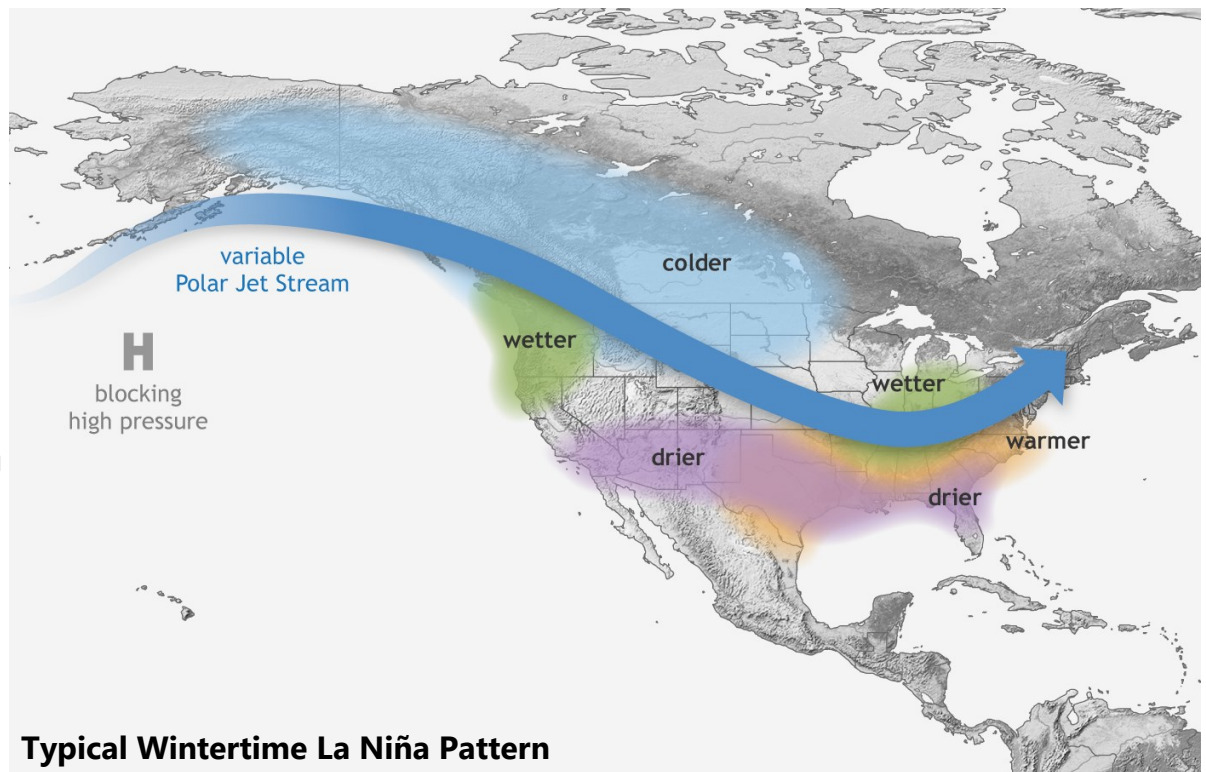 variable
Polar Jet Stream
colder
wetter
H
blocking
high pressure
wetter
warmer
drier
drier
Typical Wintertime La Niña Pattern